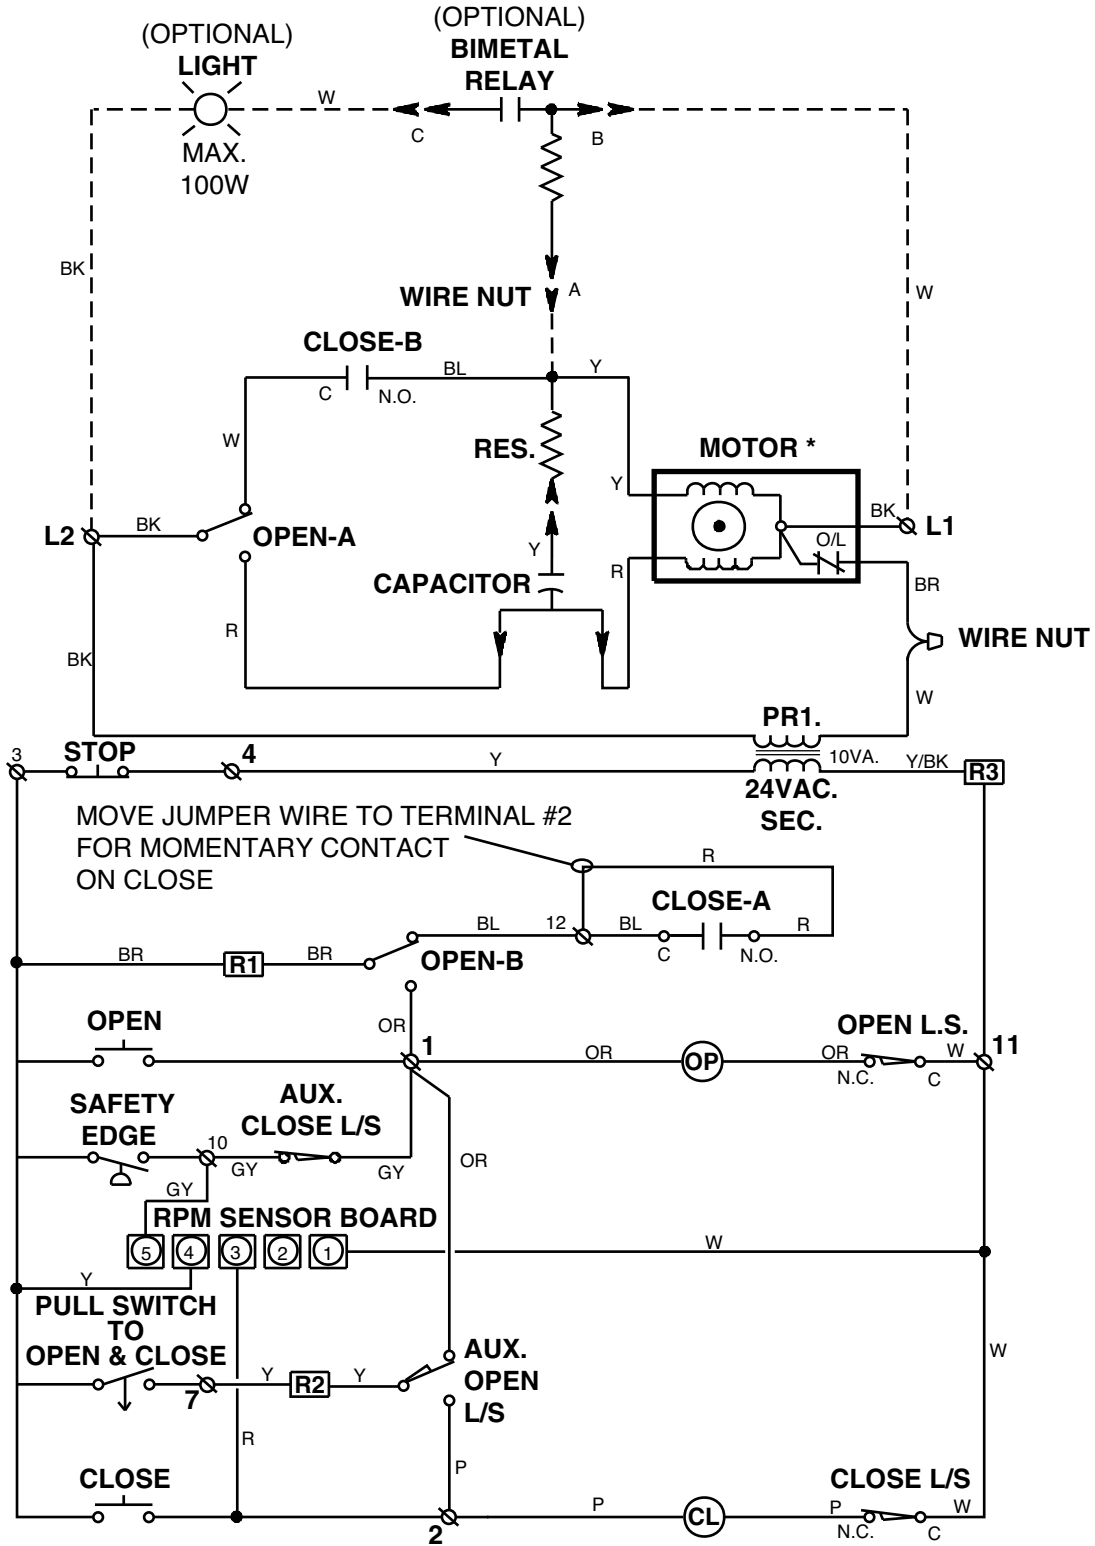 (OPTIONAL)
LIGHT
(OPTIONAL)
BIMETAL
RELAY
W
C
B
MAX.
100W
BK
WIRE NUT
A
W
CLOSE-B
C
N.O.
BL
Y
W
RES.
MOTOR *
Y
L2
BK
OPEN-A
BK
L1
O/L
Y
CAPACITOR
R
BR
R
WIRE NUT
BK
W
PR1.
3
STOP
4
Y
10VA.
Y/BK
R3
24VAC.
SEC.
MOVE JUMPER WIRE TO TERMINAL #2
FOR MOMENTARY CONTACT
ON CLOSE
R
CLOSE-A
BL
12
BL
R
C
N.O.
BR
R1
BR
OPEN-B
OPEN
OR
1
OR
OP
OPEN L.S.
OR
N.C.
C
W
11
SAFETY
EDGE
10
AUX.
CLOSE L/S
GY
GY
OR
GY
RPM SENSOR BOARD
5
4
3
2
1
W
Y
PULL SWITCH
TO
OPEN & CLOSE
7
Y
R2
Y
AUX.
OPEN
L/S
W
R
P
CLOSE
2
P
CL
CLOSE L/S
P
N.C.
C
W